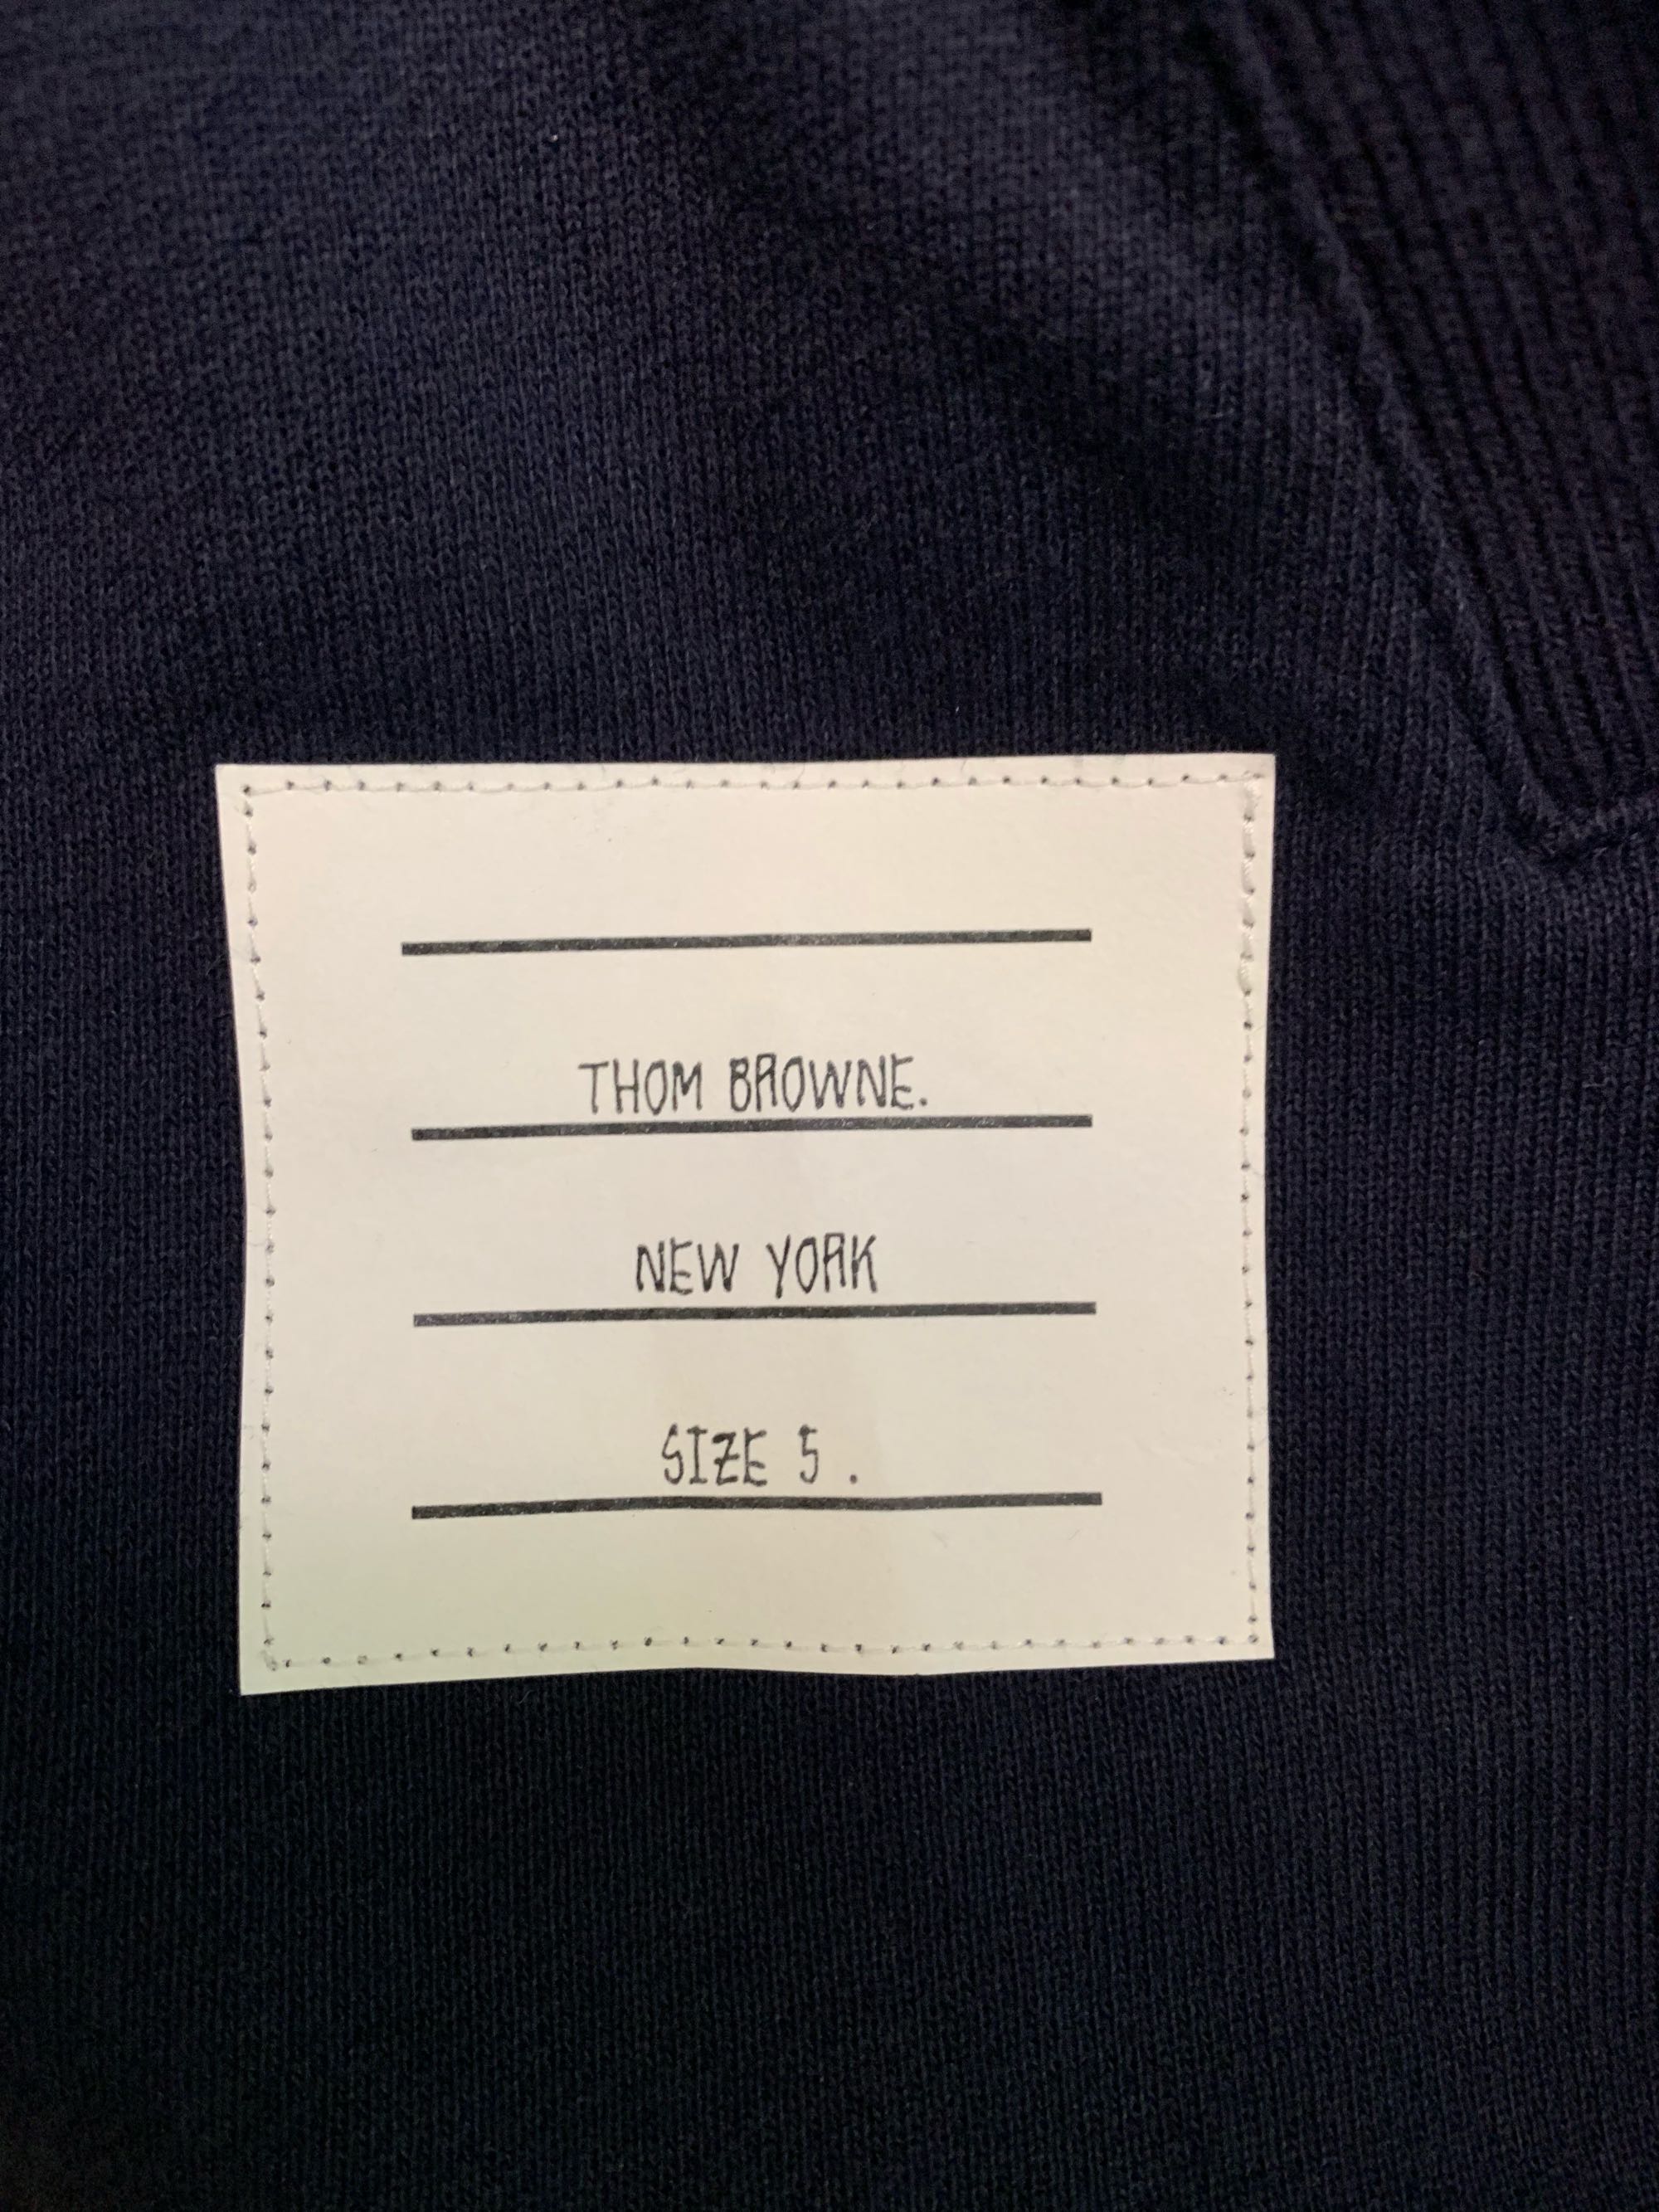 THOM BROWNE.
NEW YORK
SIZE 5 .